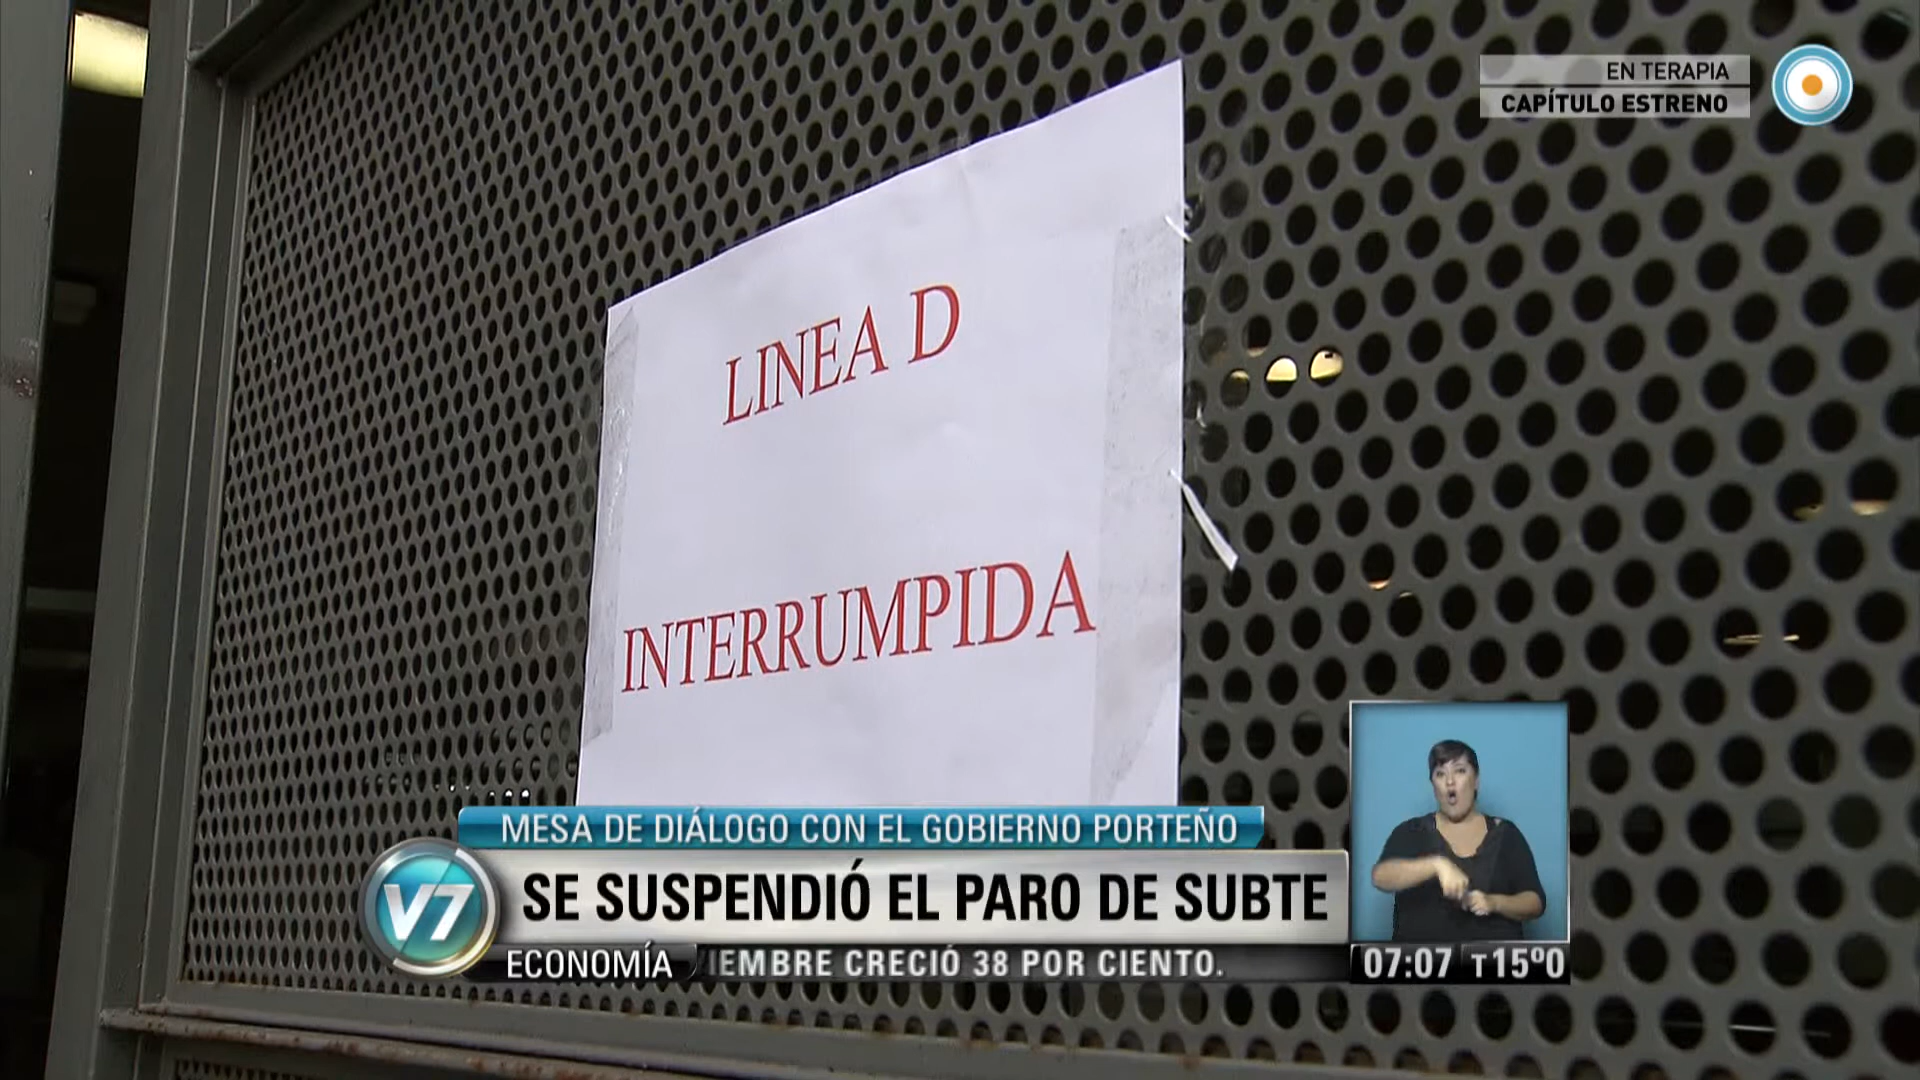 EN TERAPIA
CAPÍTULO ESTRENO
LINEA D
INTERRUMPIDA
MESA DE DIÁLOGO CON EL GOBIERNO PORTEÑO
V7
SE SUSPENDIÓ EL PARO DE SUBTE
ECONOMÍA
CRECIÓ 38 POR CIENTO.
07:07 T15º0